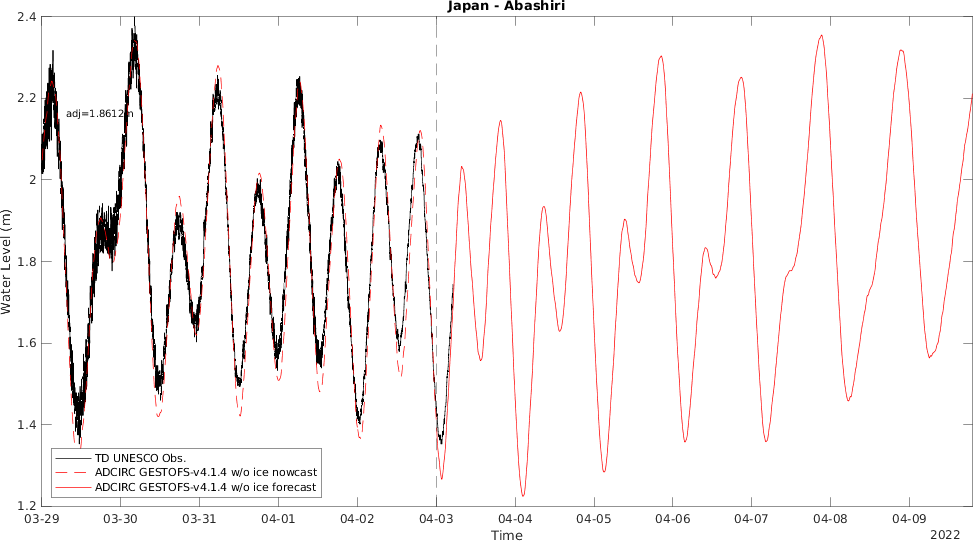 Japan - Abashiri
Water Level (m)
2.4
2.2
2
1.8
1.6
1.4
1.2
adj=1.8612m
TD UNESCO Obs.
ADCIRC GESTOFS-v4.1.4 w/o ice nowcast
ADCIRC GESTOFS-v4.1.4 w/o ice forecast
03-29 03-30 03-31 04-01 04-02 04-03 04-04 04-05 04-06 04-07 04-08 04-09
Time
2022